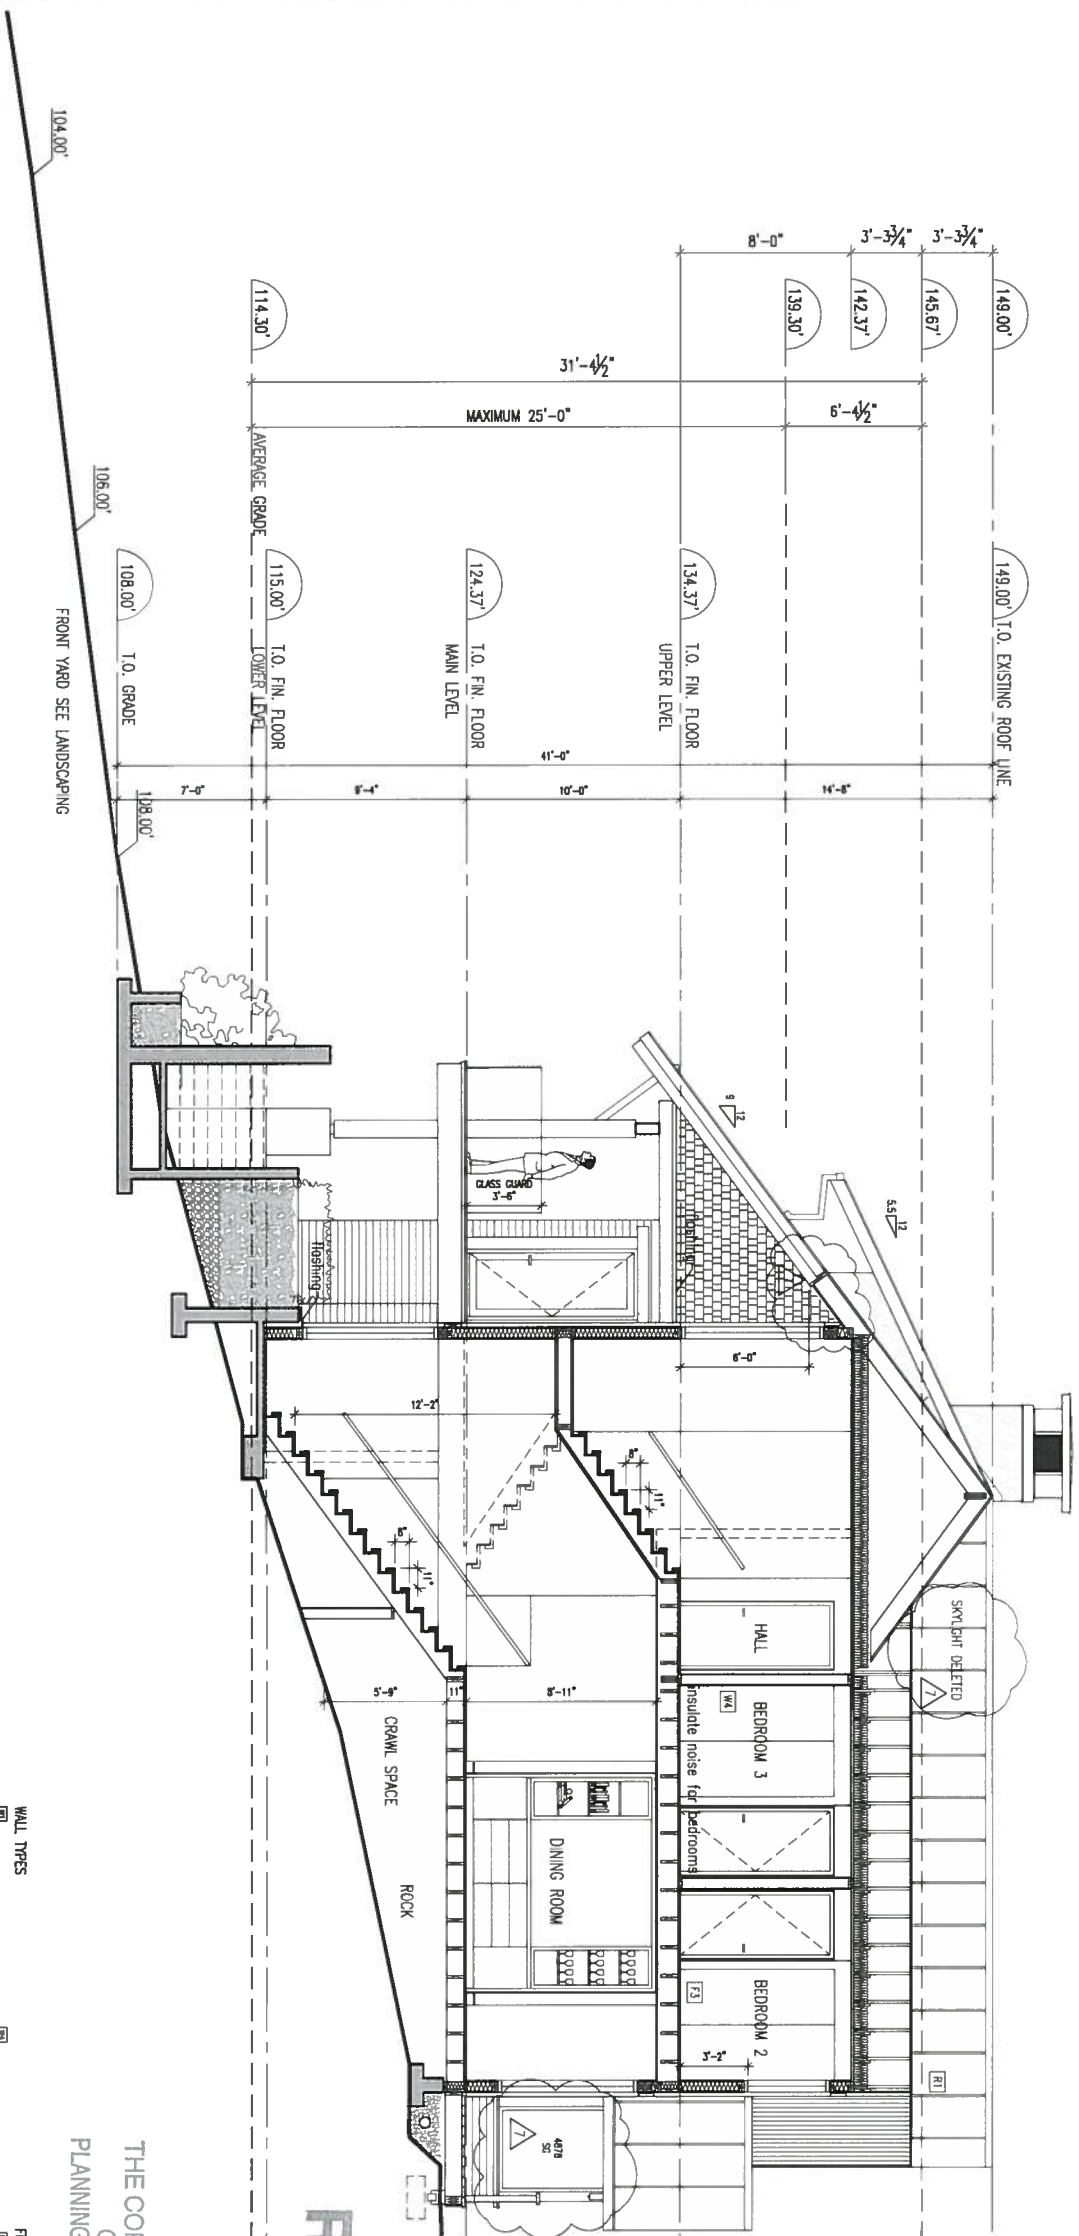 149.00'
145.67'
142.37'
139.30'
114.30'
3'-3¾"
3'-3¾"
8'-0"
31'-4½"
MAXIMUM 25'-0"
6'-4½"
AVERAGE GRADE
149.00' T.O. EXISTING ROOF LINE
134.37'
T.O. FIN. FLOOR
UPPER LEVEL
124.37'
T.O. FIN. FLOOR
MAIN LEVEL
115.00'
T.O. FIN. FLOOR
LOWER LEVEL
108.00'
T.O. GRADE
41'-0"
7'-0"
9'-4"
10'-0"
14'-8"
104.00'
106.00'
108.00'
FRONT YARD SEE LANDSCAPING
12
5.5
12
9
GLASS GUARD
3'-6"
flashing
flashing
6'-0"
12'-2"
8"
11"
8"
11"
SKYLIGHT DELETED
7
HALL
W4
BEDROOM 3
insulate noise for bedrooms
BEDROOM 2
F3
3'-2"
R1
5'-9"
11"
8'-11"
DINING ROOM
CRAWL SPACE
ROCK
4878
SG
7
WALL TYPES
THE COR
PLANNING